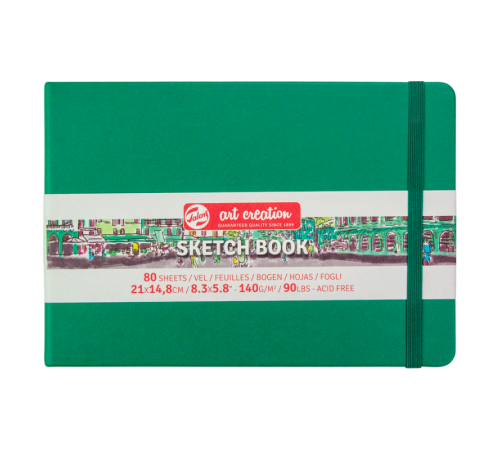 Talens
art creation
GUARANTEED QUALITY SINCE 1899
SKETCH BOOK
80 SHEETS / VEL / FEUILLES / BOGEN / HOJAS / FOGLI
21x14,8CM / 8.3x5.8" - 140G/M² / 90LBS - ACID FREE